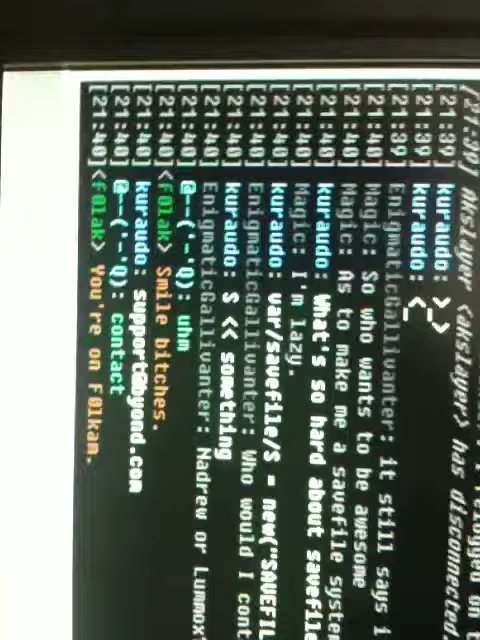 [21:39] Akslayer <akslayer> has disconnected
[21:39] kuraudo: > >
[21:39] kuraudo: <_>
[21:39] EnigmaticGallivanter: it still says
[21:40] Magic: So who wants to be awesome
[21:40] Magic: As to make me a savefile system
[21:40] kuraudo: What's so hard about savefile
[21:40] Magic: I'm lazy.
[21:40] kuraudo: var/savefile/S = new("SAVEFIL
[21:40] EnigmaticGallivanter: Who would I cont
[21:40] kuraudo: S << something
[21:40] EnigmaticGallivanter: Nadrew or Lummox
[21:40] @--('-'Q): uhm
[21:40] <F0lak> Smile bitches.
[21:40] kuraudo: support@byond.com
[21:40] @--('-'Q): contact
[21:40] <F0lak> You're on F0lkam.